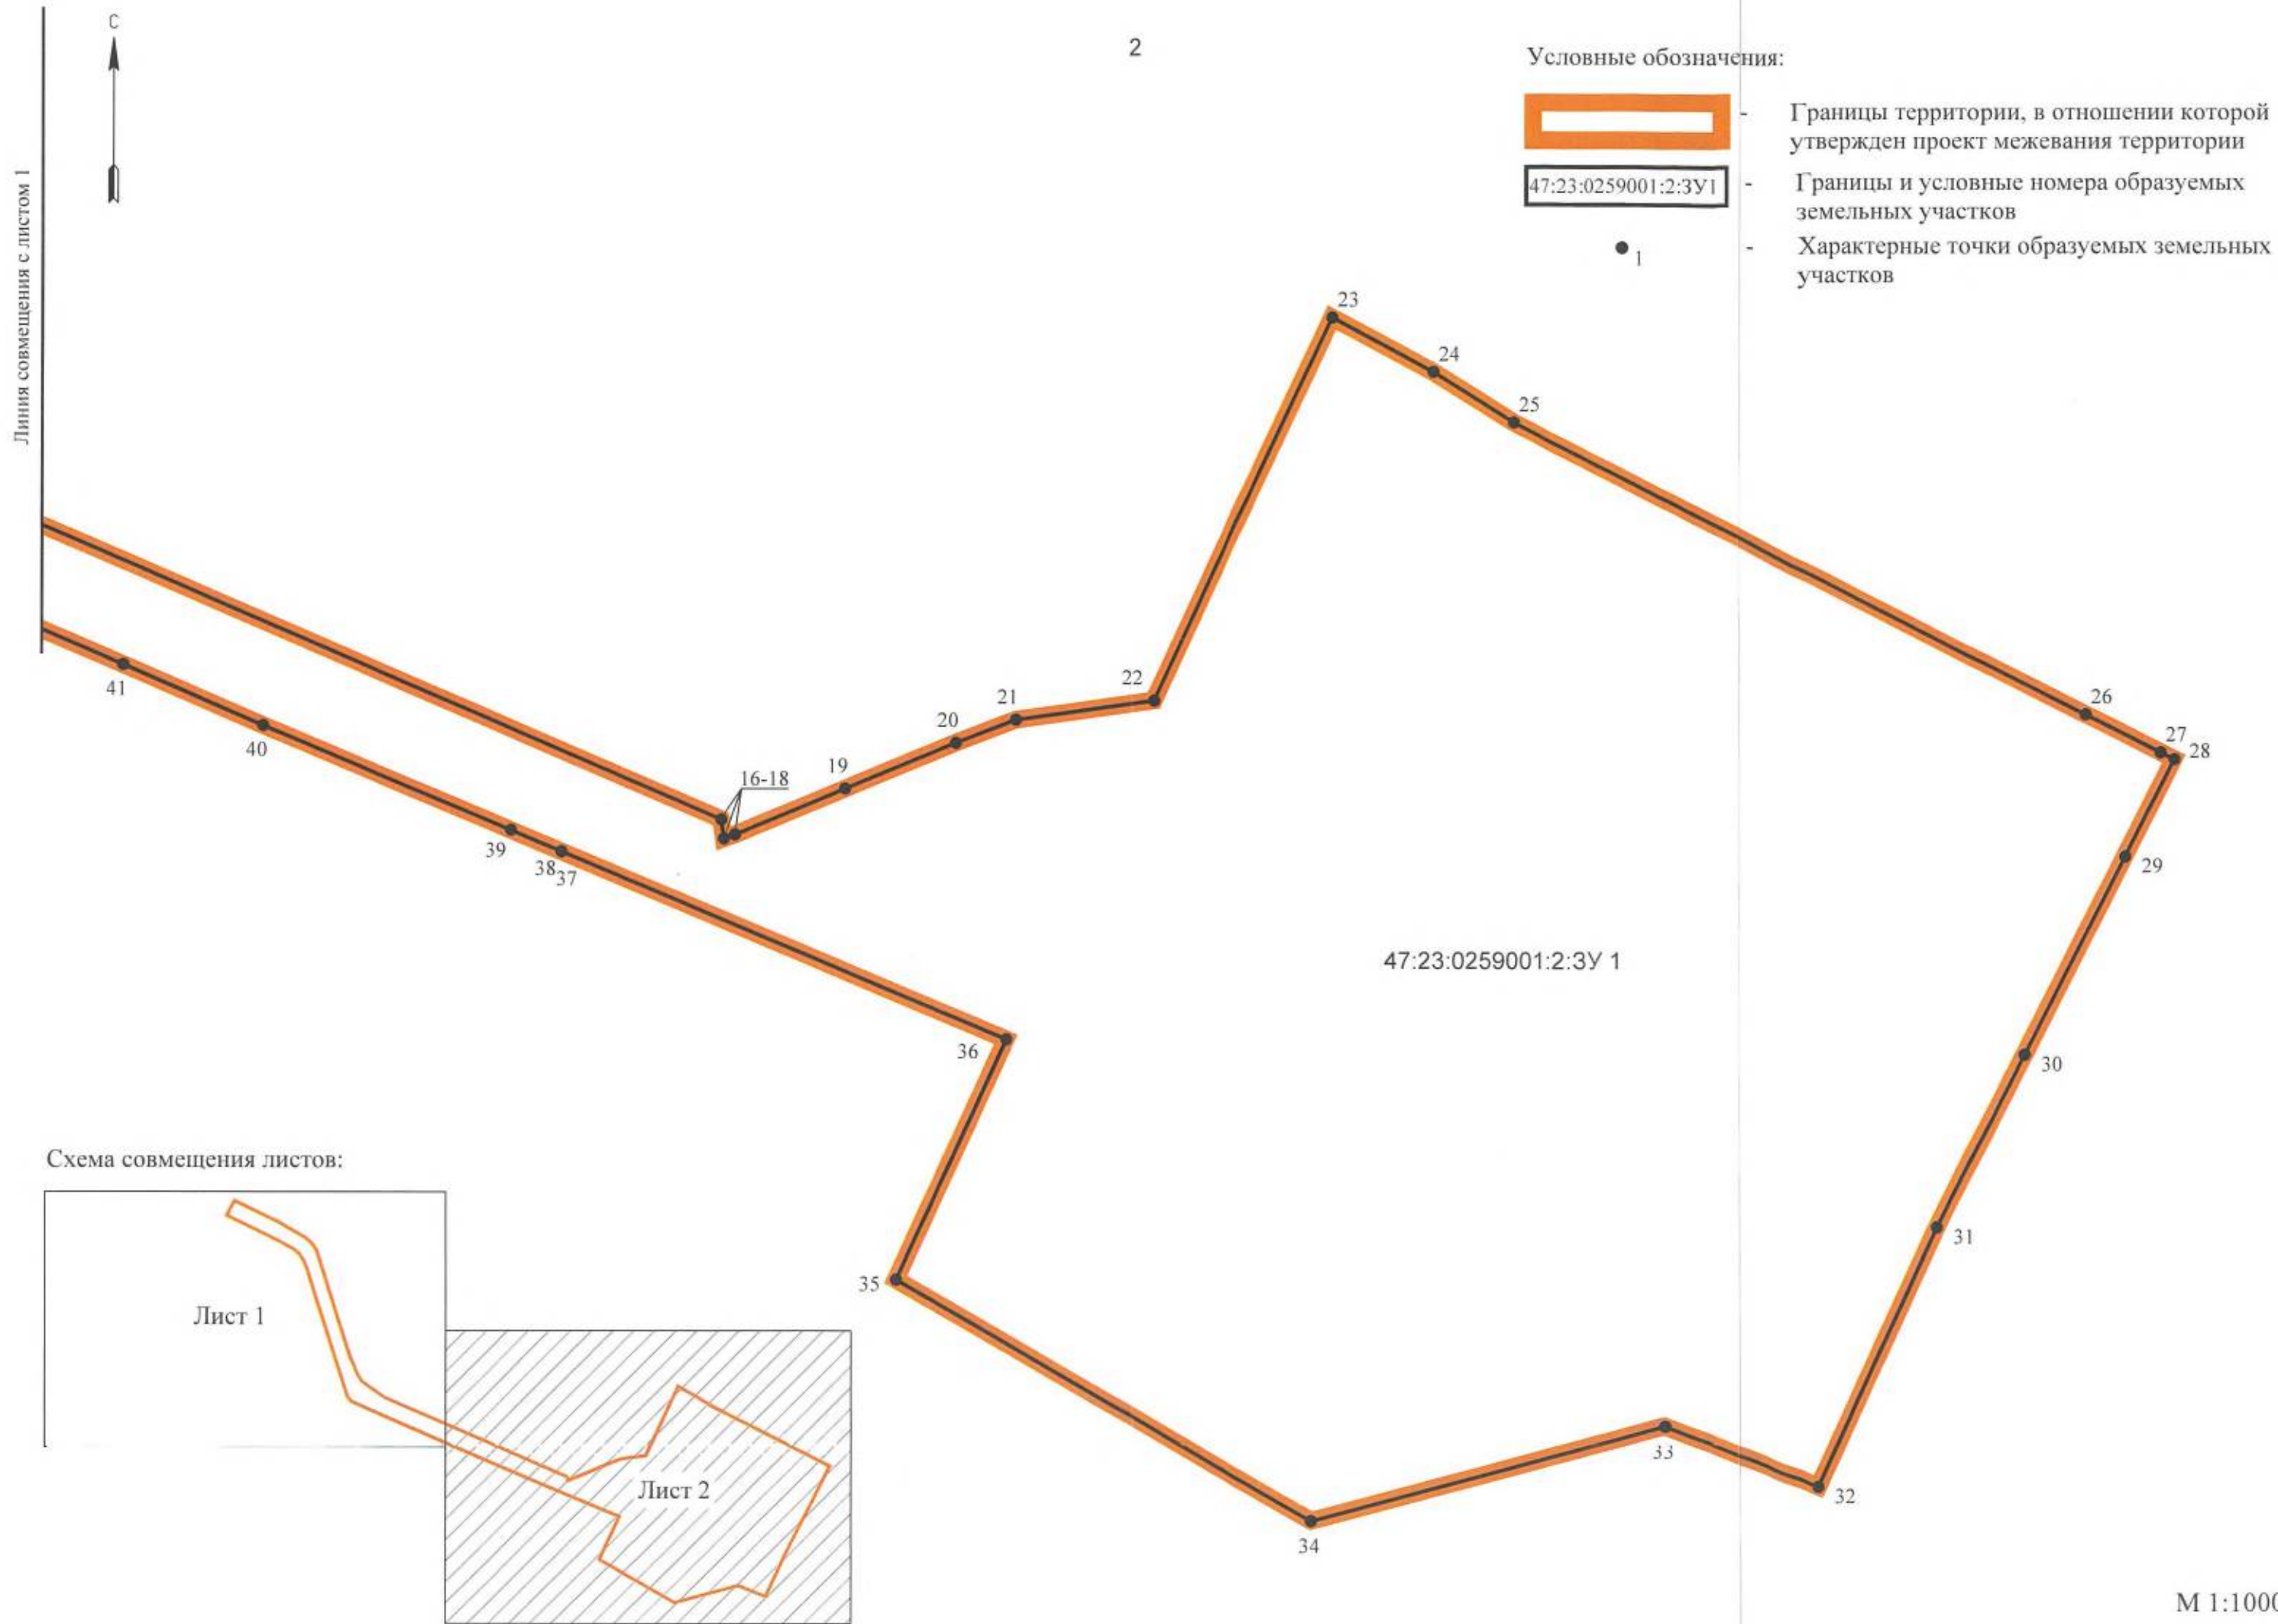 С
2
Линия совмещения с листом 1
Условные обозначения:
- Границы территории, в отношении которой
утвержден проект межевания территории
47:23:0259001:2:ЗУ1 - Границы и условные номера образуемых
земельных участков
1 - Характерные точки образуемых земельных
участков
23
24
25
22
21
20
19
16-18
26
27
28
29
41
40
39
38
37
47:23:0259001:2:ЗУ 1
36
30
31
35
33
32
34
Схема совмещения листов:
Лист 1
Лист 2
М 1:1000